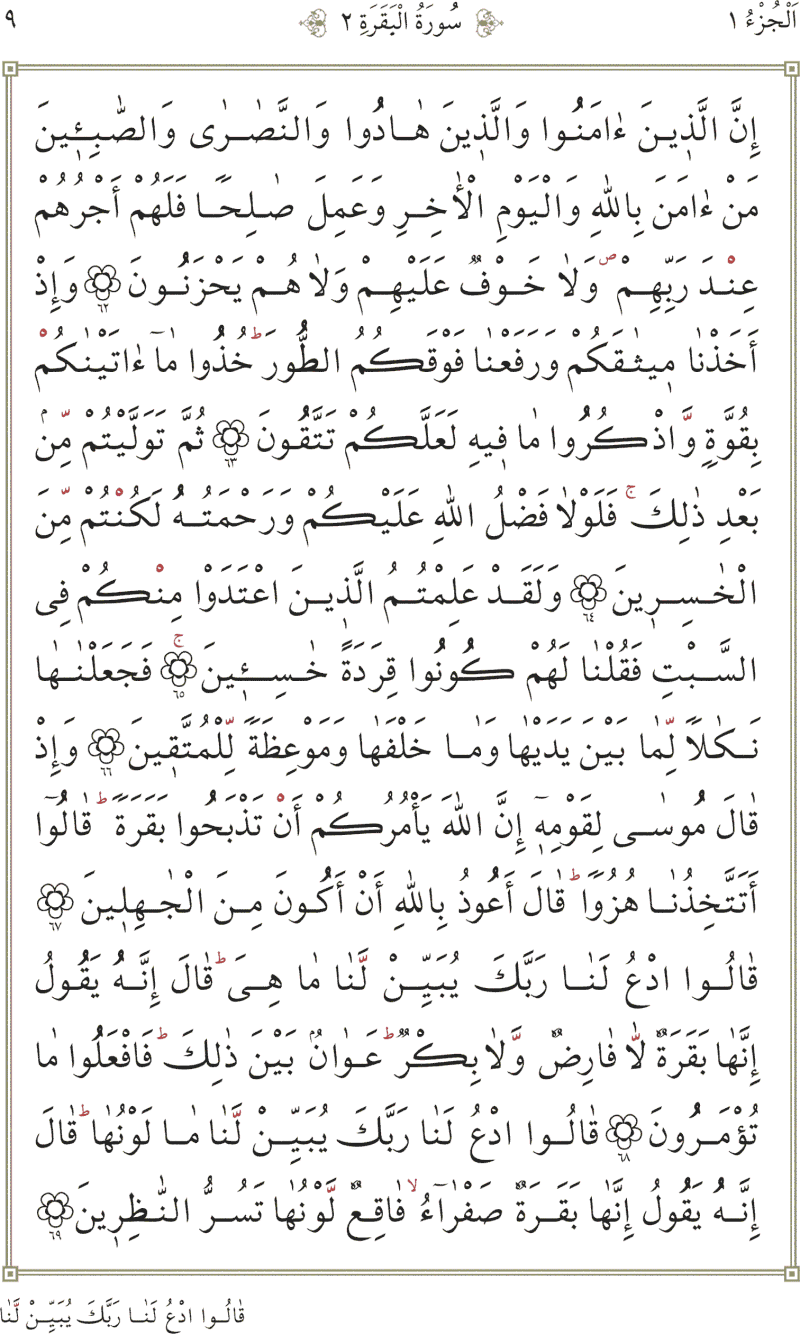 اَلْجُزْءُ ١ سُورَةُ الْبَقَرَةِ ٢ ٩
إِنَّ الَّذِينَ ءَامَنُوا وَالَّذِينَ هَادُوا وَالنَّصٰرٰى وَالصّٰبِـِٔينَ
مَنْ ءَامَنَ بِاللّٰهِ وَالْيَوْمِ الْأٰخِرِ وَعَمِلَ صٰلِحًا فَلَهُمْ أَجْرُهُمْ
عِنْدَ رَبِّهِمْ ۖ وَلٰا خَوْفٌ عَلَيْهِمْ وَلٰا هُمْ يَحْزَنُونَ ٦٢ وَإِذْ
أَخَذْنٰا مِيثٰقَكُمْ وَرَفَعْنٰا فَوْقَكُمُ الطُّورَ ؕ خُذُوا مٰٓا ءَاتَيْنٰكُمْ
بِقُوَّةٍ وَّاذْكُرُوا مٰا فِيهِ لَعَلَّكُمْ تَتَّقُونَ ٦٣ ثُمَّ تَوَلَّيْتُمْ مِّنۢ
بَعْدِ ذٰلِكَ ۚ فَلَوْلٰا فَضْلُ اللّٰهِ عَلَيْكُمْ وَرَحْمَتُهُ لَكُنْتُمْ مِّنَ
الْخٰسِرِينَ ٦٤ وَلَقَدْ عَلِمْتُمُ الَّذِينَ اعْتَدَوْا مِنْكُمْ فِى
السَّبْتِ فَقُلْنٰا لَهُمْ كُونُوا قِرَدَةً خٰسِـِٔينَ ۚ ٦٥ فَجَعَلْنٰهٰا
نَكٰلًا لِّمٰا بَيْنَ يَدَيْهٰا وَمٰا خَلْفَهٰا وَمَوْعِظَةً لِّلْمُتَّقِينَ ٦٦ وَإِذْ
قٰالَ مُوسٰى لِقَوْمِهِٓ إِنَّ اللّٰهَ يَأْمُرُكُمْ أَنْ تَذْبَحُوا بَقَرَةً ؕ قٰالُوٓا
أَتَتَّخِذُنٰا هُزُوًا ؕ قٰالَ أَعُوذُ بِاللّٰهِ أَنْ أَكُونَ مِنَ الْجٰهِلِينَ ٦٧
قٰالُوا ادْعُ لَنٰا رَبَّكَ يُبَيِّنْ لَّنٰا مٰا هِىَ ؕ قٰالَ إِنَّهُ يَقُولُ
إِنَّهٰا بَقَرَةٌ لّٰا فٰارِضٌ وَّلٰا بِكْرٌ ؕ عَوٰانٌۢ بَيْنَ ذٰلِكَ ؕ فَافْعَلُوا مٰا
تُؤْمَرُونَ ٦٨ قٰالُوا ادْعُ لَنٰا رَبَّكَ يُبَيِّنْ لَّنٰا مٰا لَوْنُهٰا ؕ قٰالَ
إِنَّهُ يَقُولُ إِنَّهٰا بَقَرَةٌ صَفْرٰٓاءُ ۙ فٰاقِعٌ لَّوْنُهٰا تَسُرُّ النّٰظِرِينَ ٦٩
قٰالُوا ادْعُ لَنٰا رَبَّكَ يُبَيِّنْ لَّنٰا